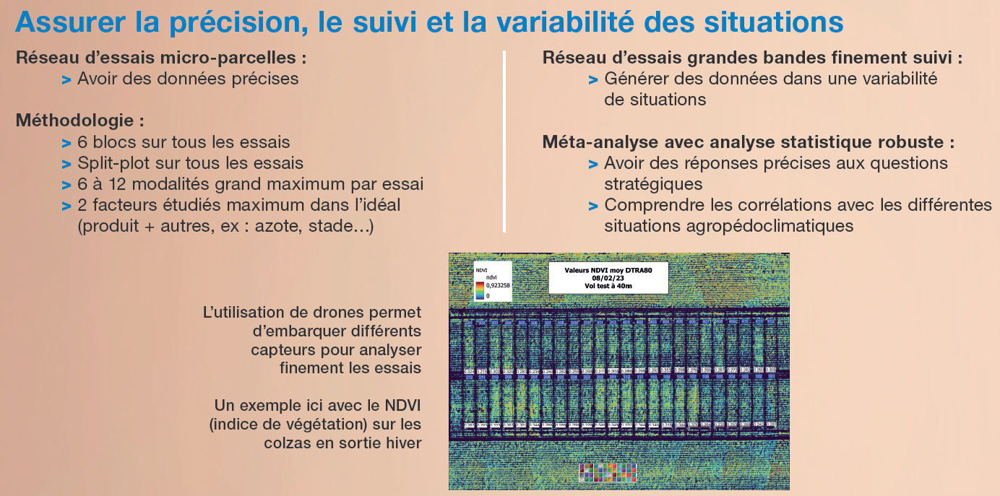 Assurer la précision, le suivi et la variabilité des situations
Réseau d'essais micro-parcelles :
> Avoir des données précises
Méthodologie :
> 6 blocs sur tous les essais
> Split-plot sur tous les essais
> 6 à 12 modalités grand maximum par essai
> 2 facteurs étudiés maximum dans l'idéal
(produit + autres, ex : azote, stade…)
Réseau d'essais grandes bandes finement suivi :
> Générer des données dans une variabilité
de situations
Méta-analyse avec analyse statistique robuste :
> Avoir des réponses précises aux questions
stratégiques
> Comprendre les corrélations avec les différentes
situations agropédoclimatiques
L'utilisation de drones permet
d'embarquer différents
capteurs pour analyser
finement les essais
Un exemple ici avec le NDVI
(indice de végétation) sur les
colzas en sortie hiver
NDVI
ndvi
0,923258
0
Valeurs NDVI moy DTRA80
08/02/23
Vol test à 40m